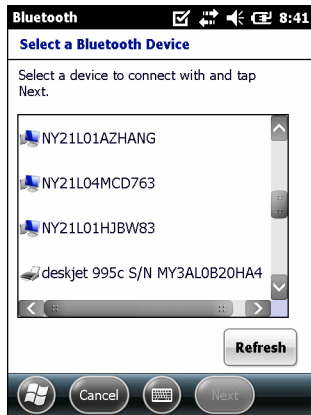 Bluetooth 8:41
Select a Bluetooth Device
Select a device to connect with and tap
Next.
NY21L01AZHANG
NY21L04MCD763
NY21L01HJBW83
deskjet 995c S/N MY3AL0B20HA4
Refresh
Cancel Next